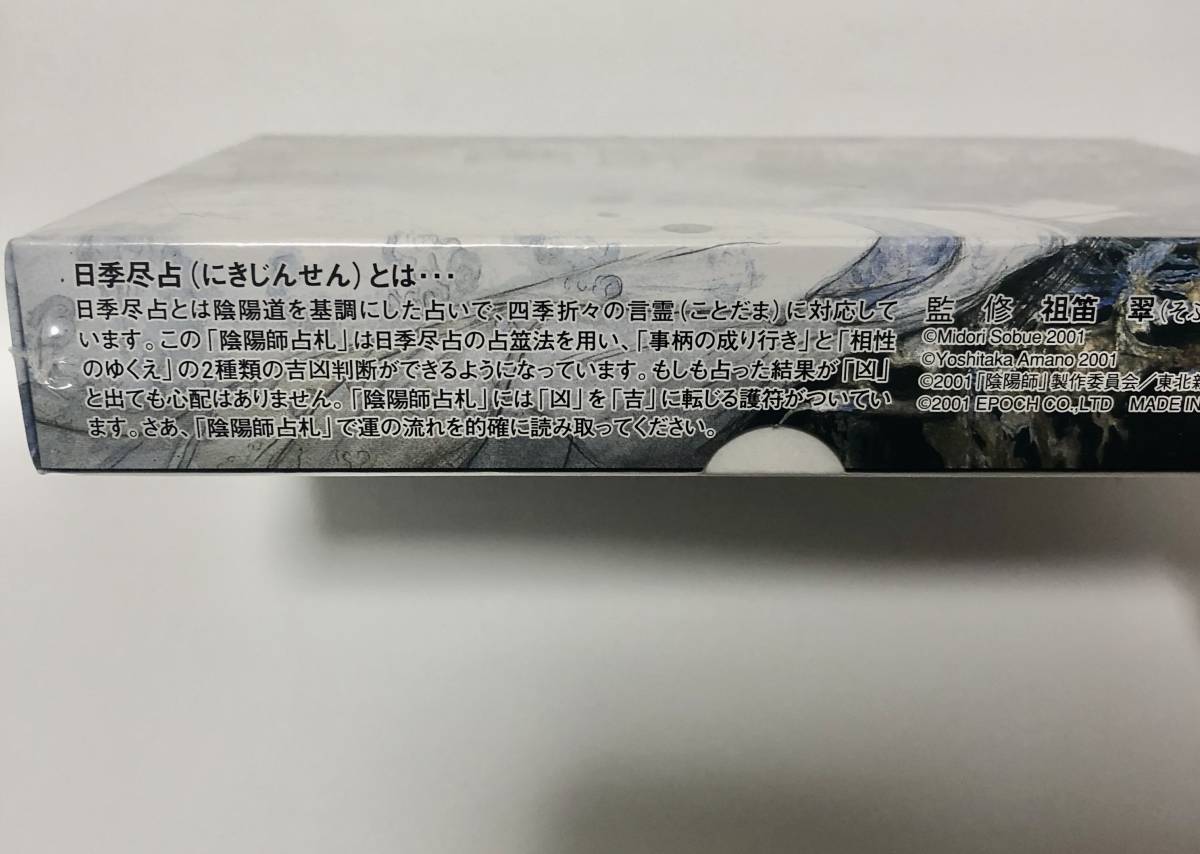 日季尽占(にきじんせん)とは・・・
日季尽占とは陰陽道を基調にした占いで、四季折々の言霊(ことだま)に対応して
います。この「陰陽師占札」は日季尽占の占筮法を用い、「事柄の成り行き」と「相性
のゆくえ」の2種類の吉凶判断ができるようになっています。もしも占った結果が「凶」
と出ても心配はありません。「陰陽師占札」には「凶」を「吉」に転じる護符がついてい
ます。さあ、「陰陽師占札」で運の流れを的確に読み取ってください。
監 修 祖笛 翠(そぶ
©Midori Sobue 2001
©Yoshitaka Amano 2001
©2001「陰陽師」製作委員会／東北新
©2001 EPOCH CO.,LTD MADE IN